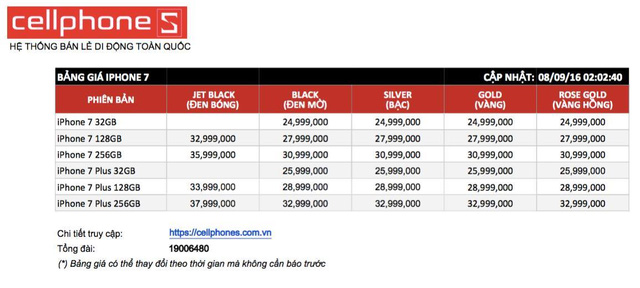 cellphone S
HỆ THỐNG BÁN LẺ DI ĐỘNG TOÀN QUỐC
BẢNG GIÁ IPHONE 7 CẬP NHẬT: 08/09/16 02:02:40
PHIÊN BẢN JET BLACK (ĐEN BÓNG) BLACK (ĐEN MỜ) SILVER (BẠC) GOLD (VÀNG) ROSE GOLD (VÀNG HỒNG)
iPhone 7 32GB 24,999,000 24,999,000 24,999,000 24,999,000
iPhone 7 128GB 32,999,000 27,999,000 27,999,000 27,999,000 27,999,000
iPhone 7 256GB 35,999,000 30,999,000 30,999,000 30,999,000 30,999,000
iPhone 7 Plus 32GB 25,999,000 25,999,000 25,999,000 25,999,000
iPhone 7 Plus 128GB 33,999,000 28,999,000 28,999,000 28,999,000 28,999,000
iPhone 7 Plus 256GB 37,999,000 32,999,000 32,999,000 32,999,000 32,999,000
Chi tiết truy cập: https://cellphones.com.vn
Tổng đài: 19006480
(*) Bảng giá có thể thay đổi theo thời gian mà không cần báo trước